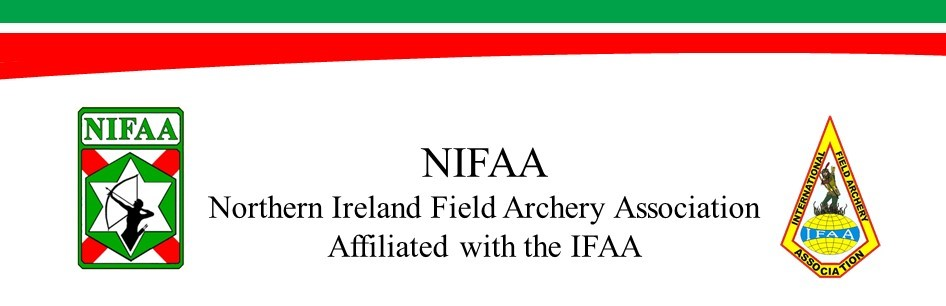 NIFAA
NIFAA
Northern Ireland Field Archery Association
Affiliated with the IFAA
INTERNATIONAL
FIELD ARCHERY
IFAA
ASSOCIATION